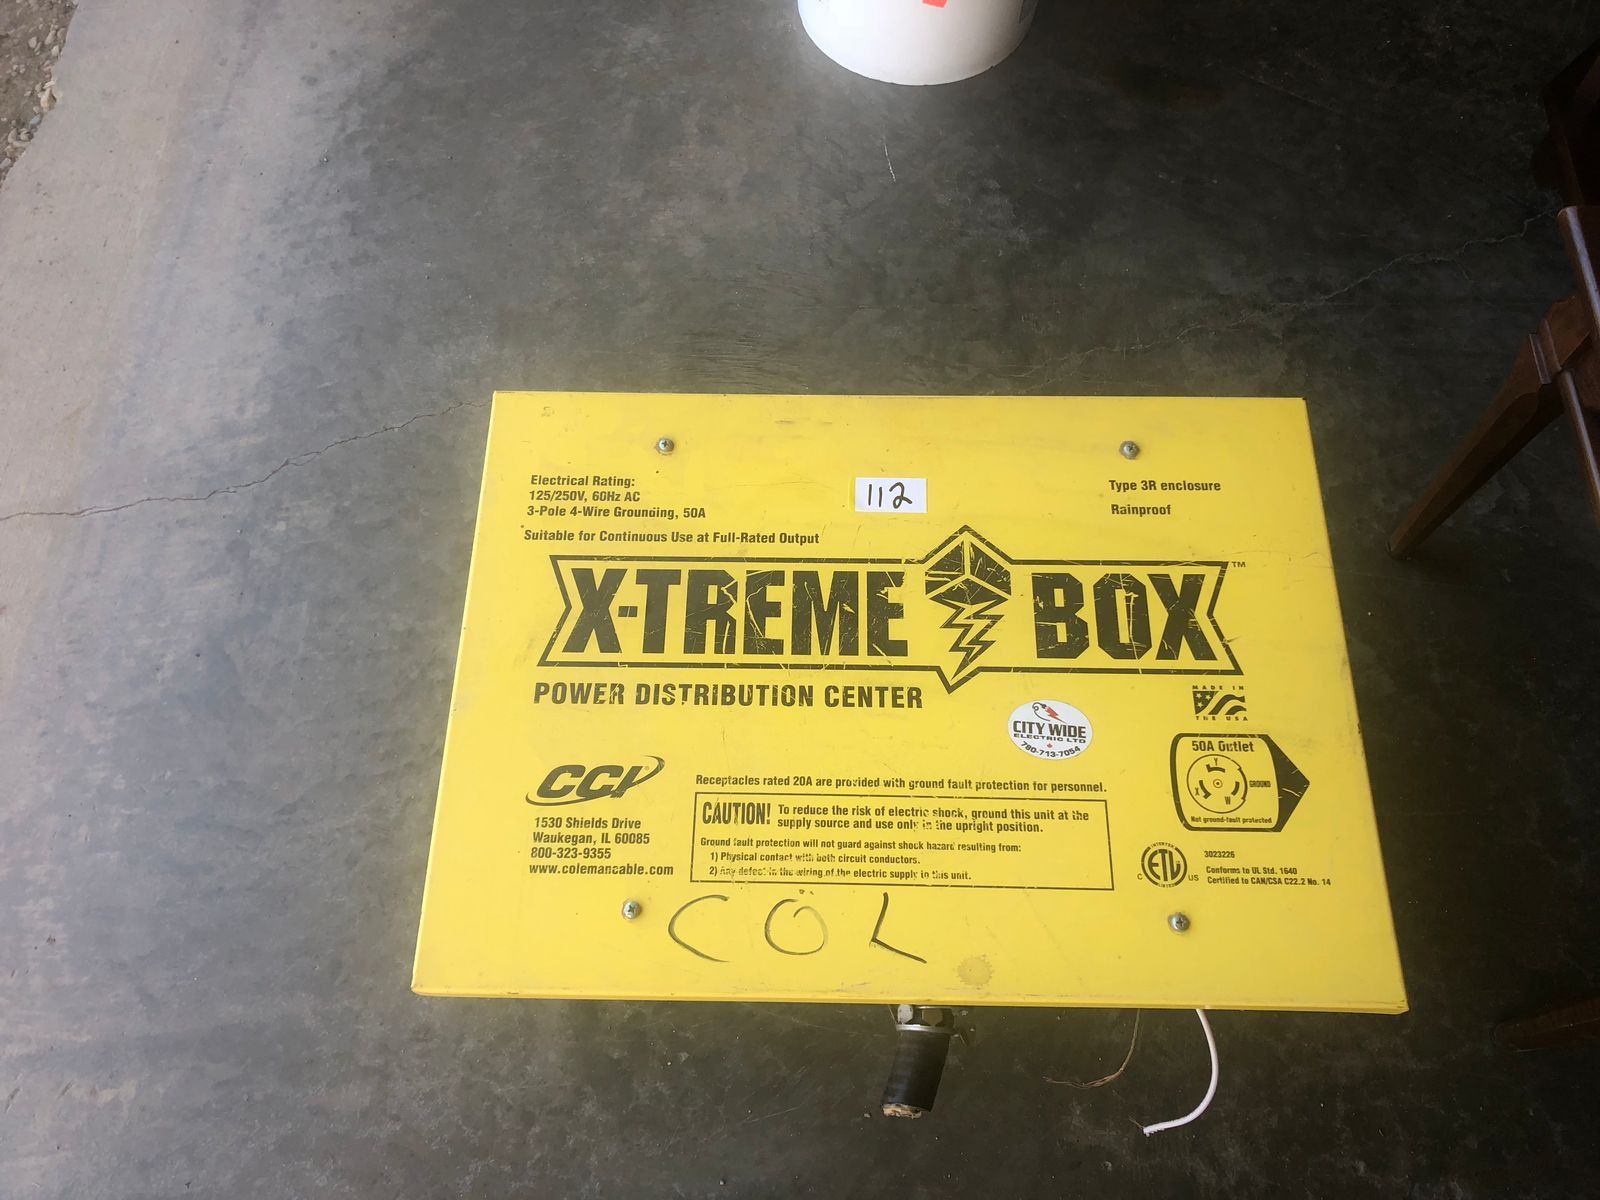 Electrical Rating:
125/250V, 60Hz AC
3-Pole 4-Wire Grounding, 50A
Suitable for Continuous Use at Full-Rated Output
112
Type 3R enclosure
Rainproof
X-TREME BOX™
POWER DISTRIBUTION CENTER
MADE IN
THE USA
CITY WIDE
ELECTRIC LTD
780-713-7054
50A Outlet
Y
X
W
GROUND
Not ground-fault protected
CCI®
1530 Shields Drive
Waukegan, IL 60085
800-323-9355
www.colemancable.com
Receptacles rated 20A are provided with ground fault protection for personnel.
CAUTION! To reduce the risk of electric shock, ground this unit at the
supply source and use only in the upright position.
Ground fault protection will not guard against shock hazard resulting from:
1) Physical contact with both circuit conductors.
2) Any defect in the wiring of the electric supply to this unit.
INTERTEK
C ETL US
LISTED
3023226
Conforms to UL Std. 1640
Certified to CAN/CSA C22.2 No. 14
COL